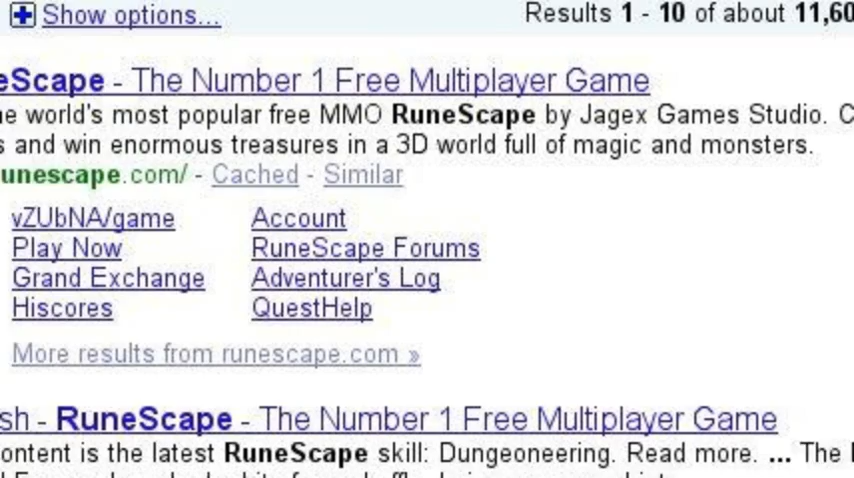 Show options...
Results 1 - 10 of about 11,60
eScape - The Number 1 Free Multiplayer Game
e world's most popular free MMO RuneScape by Jagex Games Studio. C
s and win enormous treasures in a 3D world full of magic and monsters.
unescape.com/ - Cached - Similar
vZUbNA/game
Account
Play Now
RuneScape Forums
Grand Exchange
Adventurer's Log
Hiscores
QuestHelp
More results from runescape.com »
sh - RuneScape - The Number 1 Free Multiplayer Game
ontent is the latest RuneScape skill: Dungeoneering. Read more. ... The